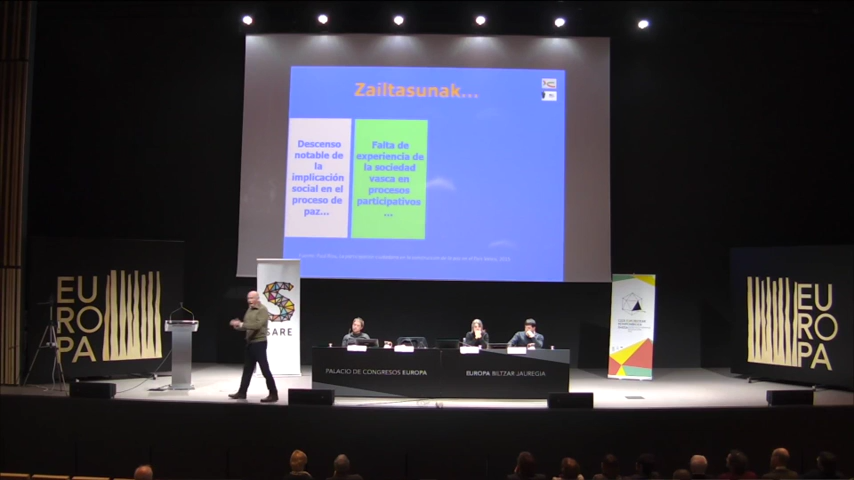 Zailtasunak...
Descenso
notable de
la
implicación
social en el
proceso de
paz...
Falta de
experiencia de
la sociedad
vasca en
procesos
participativos
...
EU
RO
PA
SARE
PALACIO DE CONGRESOS EUROPA
EUROPA BILTZAR JAUREGIA
EU
RO
PA